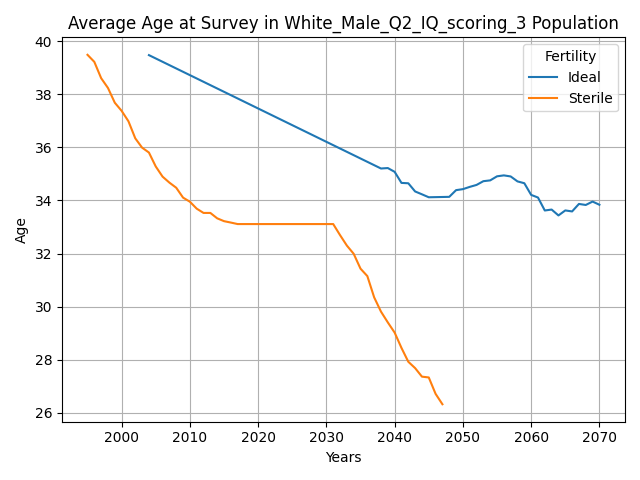 Average Age at Survey in White_Male_Q2_IQ_scoring_3 Population
Fertility
Ideal
Sterile
Age
40
38
36
34
32
30
28
26
2000 2010 2020 2030 2040 2050 2060 2070
Years